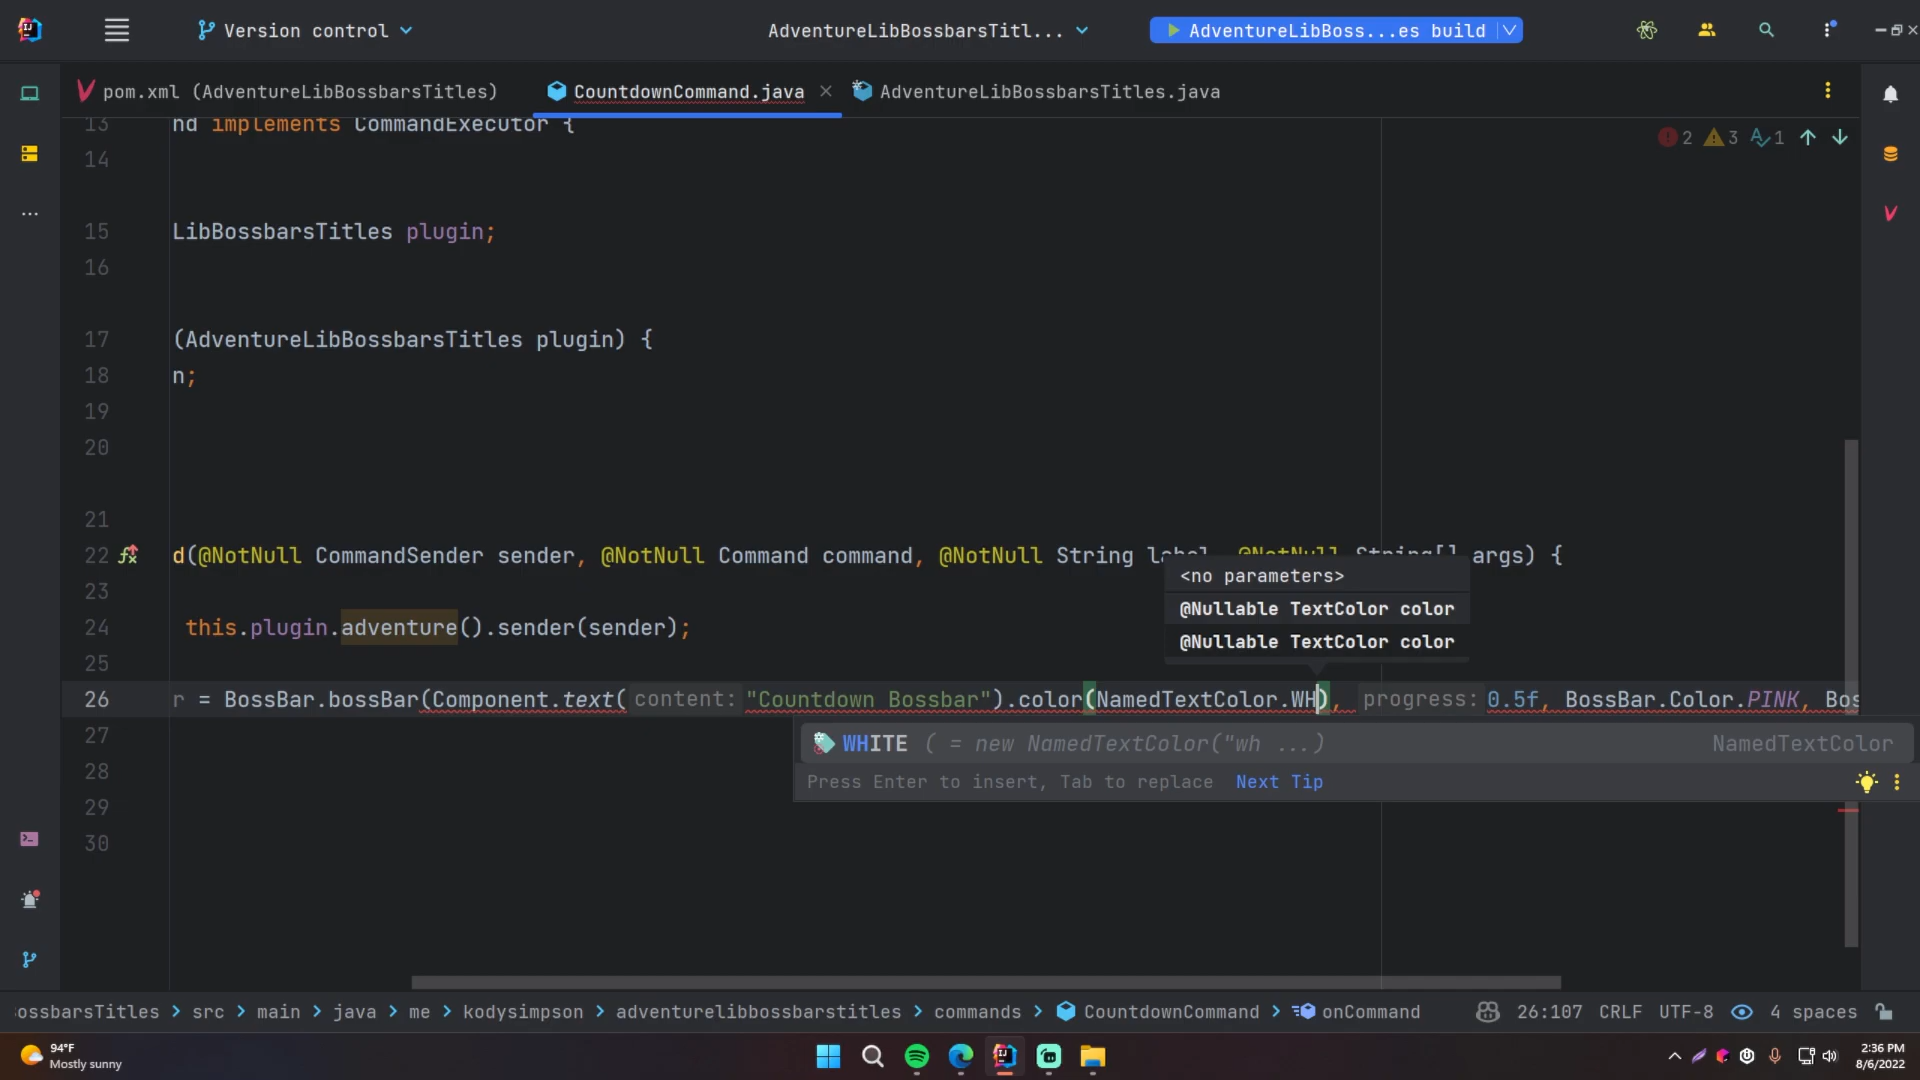 Version control
AdventureLibBossbarsTitl...
AdventureLibBoss...es build
pom.xml (AdventureLibBossbarsTitles)
CountdownCommand.java
AdventureLibBossbarsTitles.java
2 3 1
13 nd implements CommandExecutor {
14
15 LibBossbarsTitles plugin;
16
17 (AdventureLibBossbarsTitles plugin) {
18 n;
19
20
21
22 d(@NotNull CommandSender sender, @NotNull Command command, @NotNull String label, @NotNull String[] args) {
<no parameters>
23
@Nullable TextColor color
24 this.plugin.adventure().sender(sender);
@Nullable TextColor color
25
26 r = BossBar.bossBar(Component.text( content: "Countdown Bossbar").color(NamedTextColor.WH), progress: 0.5f, BossBar.Color.PINK, Bos
27
WHITE ( = new NamedTextColor("wh ...) NamedTextColor
28
Press Enter to insert, Tab to replace Next Tip
29
30
ossbarsTitles > src > main > java > me > kodysimpson > adventurelibbossbarstitles > commands > CountdownCommand > onCommand
26:107 CRLF UTF-8 4 spaces
94°F
Mostly sunny
2:36 PM
8/6/2022